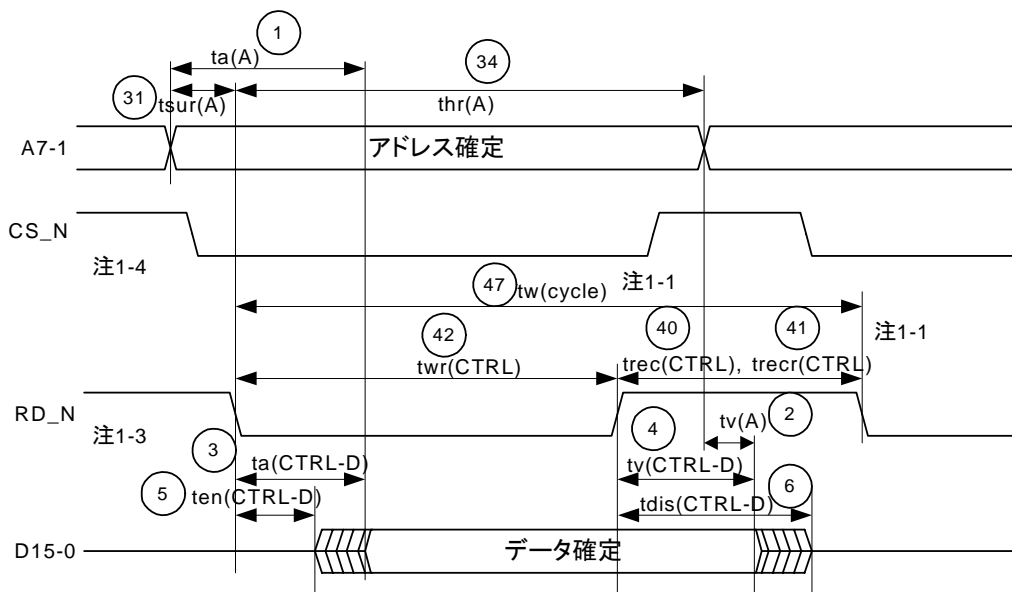 1
ta(A)
34
31
tsur(A)
thr(A)
A7-1
アドレス確定
CS_N
注1-4
47
tw(cycle)
注1-1
42
40
41
注1-1
twr(CTRL)
trec(CTRL), trecr(CTRL)
RD_N
注1-3
3
4
tv(A)
2
ta(CTRL-D)
tv(CTRL-D)
5
ten(CTRL-D)
tdis(CTRL-D)
6
D15-0
データ確定